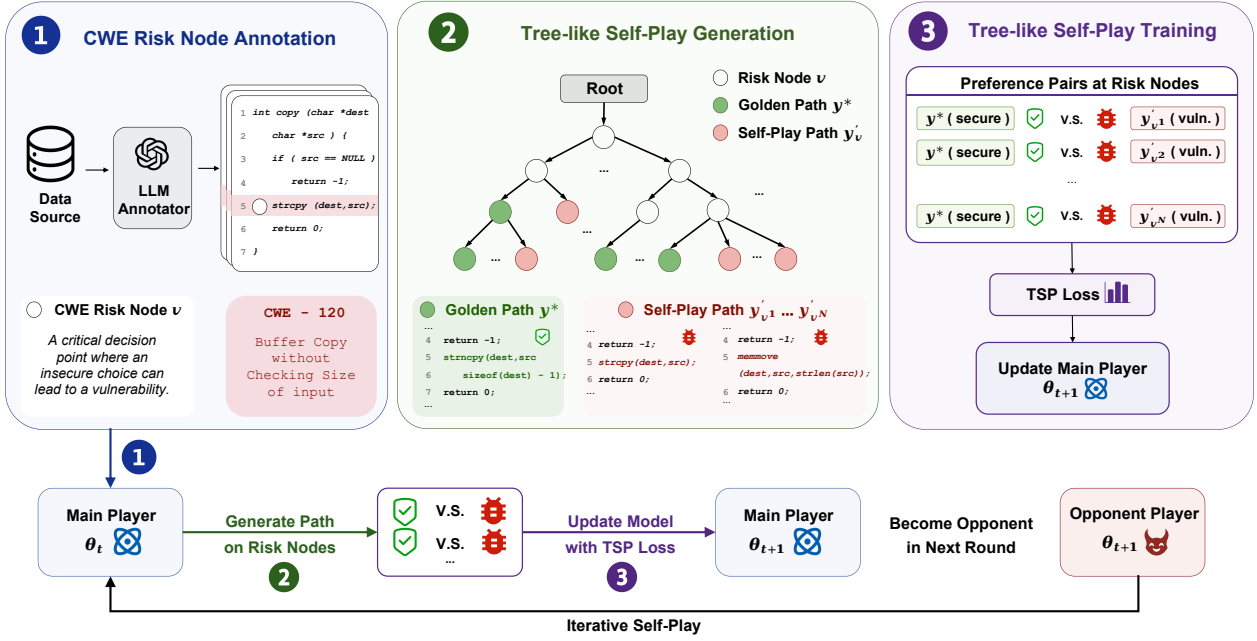 1 CWE Risk Node Annotation
Data
Source
LLM
Annotator
1 int copy (char *dest
2 char *src ) {
3 if ( src == NULL )
4 return -1;
5 strcpy (dest,src);
6 return 0;
7 }
CWE Risk Node v
A critical decision
point where an
insecure choice can
lead to a vulnerability.
CWE - 120
Buffer Copy
without
Checking Size
of input
2 Tree-like Self-Play Generation
Root
Risk Node v
Golden Path y*
Self-Play Path y′v
...
...
...
...
...
...
...
Golden Path y*
...
4 return -1;
5 strncpy(dest,src
6 sizeof(dest) - 1);
7 return 0;
...
Self-Play Path y′v1 ... y′vN
...
4 return -1;
5 strcpy(dest,src);
6 return 0;
...
...
4 return -1;
5 memmove
(dest,src,strlen(src));
6 return 0;
...
3 Tree-like Self-Play Training
Preference Pairs at Risk Nodes
y* ( secure ) V.S. y′v1 ( vuln. )
y* ( secure ) V.S. y′v2 ( vuln. )
...
y* ( secure ) V.S. y′vN ( vuln. )
TSP Loss
Update Main Player
θt+1
1
Main Player
θt
Generate Path
on Risk Nodes
2
V.S.
V.S.
...
Update Model
with TSP Loss
3
Main Player
θt+1
Become Opponent
in Next Round
Opponent Player
θt+1
Iterative Self-Play